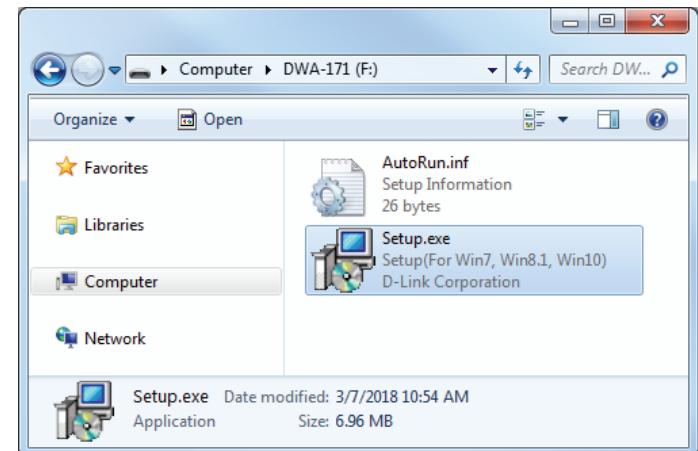 Computer DWA-171 (F:) Search DW...
Organize Open
Favorites
Libraries
Computer
Network
AutoRun.inf
Setup Information
26 bytes
Setup.exe
Setup(For Win7, Win8.1, Win10)
D-Link Corporation
Setup.exe Date modified: 3/7/2018 10:54 AM
Application Size: 6.96 MB